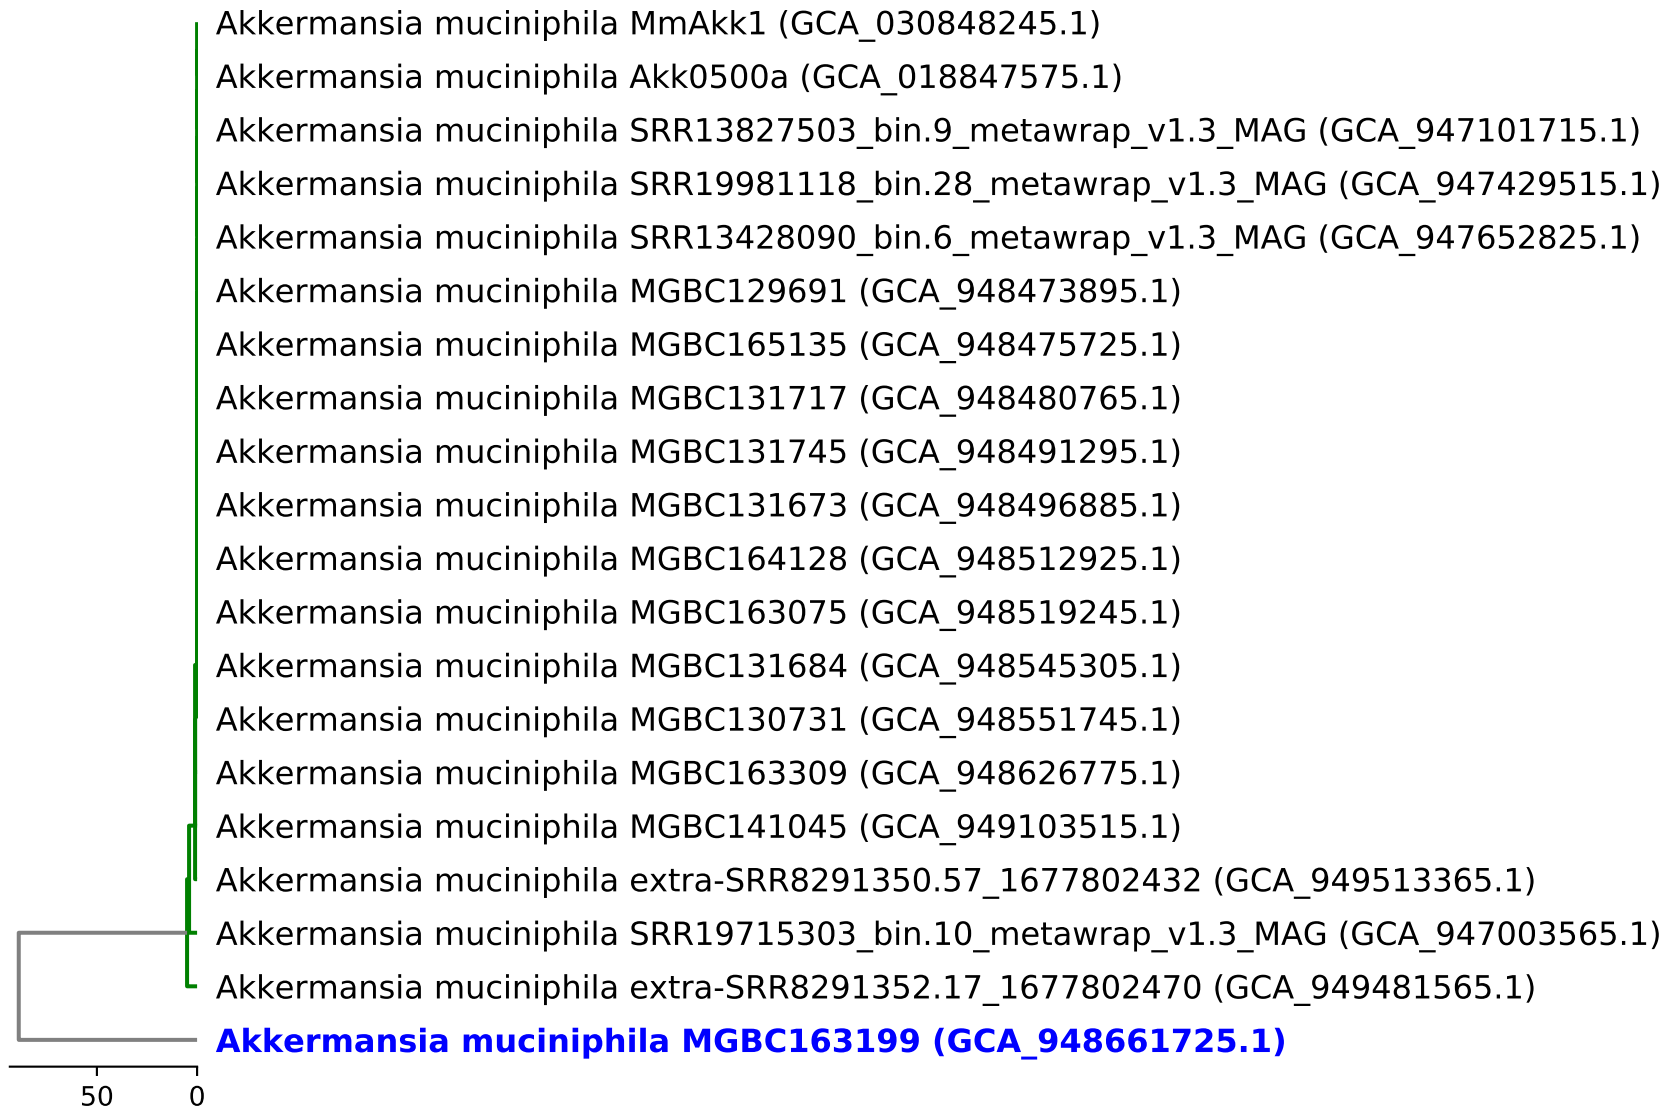 Akkermansia muciniphila MmAkk1 (GCA_030848245.1)
Akkermansia muciniphila Akk0500a (GCA_018847575.1)
Akkermansia muciniphila SRR13827503_bin.9_metawrap_v1.3_MAG (GCA_947101715.1)
Akkermansia muciniphila SRR19981118_bin.28_metawrap_v1.3_MAG (GCA_947429515.1)
Akkermansia muciniphila SRR13428090_bin.6_metawrap_v1.3_MAG (GCA_947652825.1)
Akkermansia muciniphila MGBC129691 (GCA_948473895.1)
Akkermansia muciniphila MGBC165135 (GCA_948475725.1)
Akkermansia muciniphila MGBC131717 (GCA_948480765.1)
Akkermansia muciniphila MGBC131745 (GCA_948491295.1)
Akkermansia muciniphila MGBC131673 (GCA_948496885.1)
Akkermansia muciniphila MGBC164128 (GCA_948512925.1)
Akkermansia muciniphila MGBC163075 (GCA_948519245.1)
Akkermansia muciniphila MGBC131684 (GCA_948545305.1)
Akkermansia muciniphila MGBC130731 (GCA_948551745.1)
Akkermansia muciniphila MGBC163309 (GCA_948626775.1)
Akkermansia muciniphila MGBC141045 (GCA_949103515.1)
Akkermansia muciniphila extra-SRR8291350.57_1677802432 (GCA_949513365.1)
Akkermansia muciniphila SRR19715303_bin.10_metawrap_v1.3_MAG (GCA_947003565.1)
Akkermansia muciniphila extra-SRR8291352.17_1677802470 (GCA_949481565.1)
Akkermansia muciniphila MGBC163199 (GCA_948661725.1)
50 0